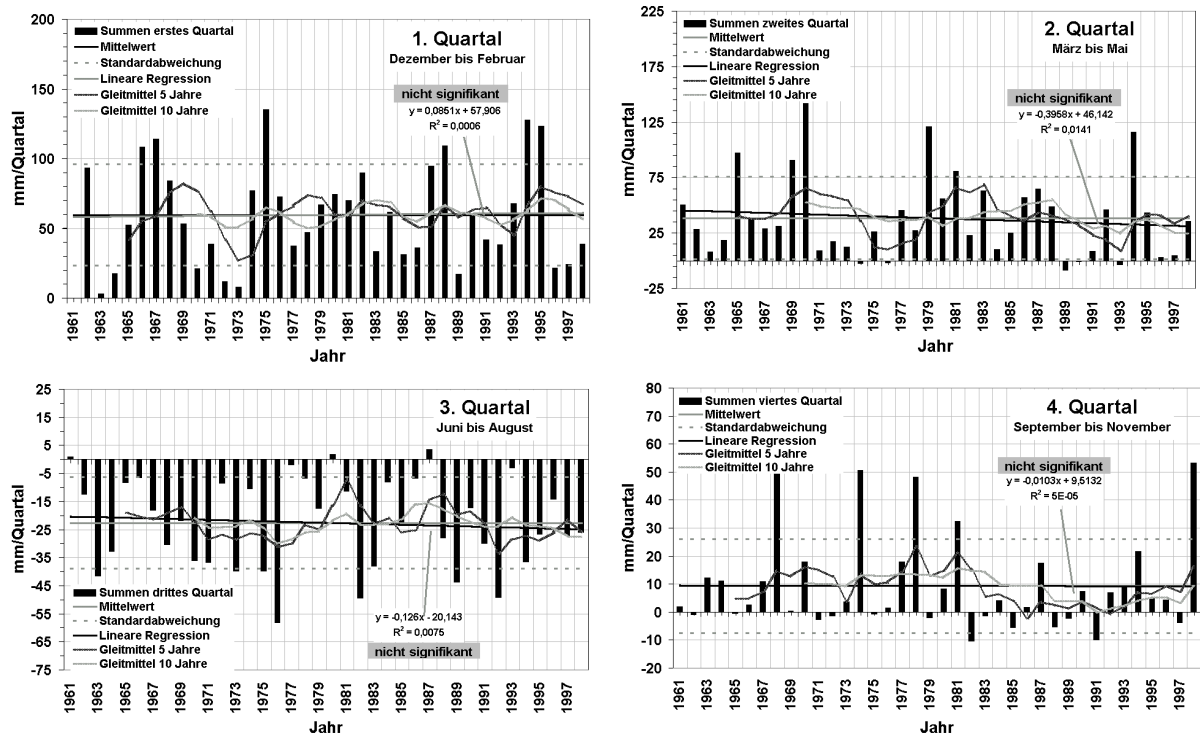 1. Quartal
Dezember bis Februar
Summen erstes Quartal
Mittelwert
Standardabweichung
Lineare Regression
Gleitmittel 5 Jahre
Gleitmittel 10 Jahre
nicht signifikant
y = 0,0851x + 57,906
R² = 0,0006
mm/Quartal
200
150
100
50
0
1961 1963 1965 1967 1969 1971 1973 1975 1977 1979 1981 1983 1985 1987 1989 1991 1993 1995 1997
Jahr
2. Quartal
März bis Mai
Summen zweites Quartal
Mittelwert
Standardabweichung
Lineare Regression
Gleitmittel 5 Jahre
Gleitmittel 10 Jahre
nicht signifikant
y = -0,3958x + 46,142
R² = 0,0141
mm/Quartal
225
175
125
75
25
-25
1961 1963 1965 1967 1969 1971 1973 1975 1977 1979 1981 1983 1985 1987 1989 1991 1993 1995 1997
Jahr
3. Quartal
Juni bis August
mm/Quartal
25
15
5
-5
-15
-25
-35
-45
-55
-65
-75
Summen drittes Quartal
Mittelwert
Standardabweichung
Lineare Regression
Gleitmittel 5 Jahre
Gleitmittel 10 Jahre
y = -0,126x - 20,143
R² = 0,0075
nicht signifikant
1961 1963 1965 1967 1969 1971 1973 1975 1977 1979 1981 1983 1985 1987 1989 1991 1993 1995 1997
Jahr
4. Quartal
September bis November
Summen viertes Quartal
Mittelwert
Standardabweichung
Lineare Regression
Gleitmittel 5 Jahre
Gleitmittel 10 Jahre
nicht signifikant
y = -0,0103x + 9,5132
R² = 5E-05
mm/Quartal
80
70
60
50
40
30
20
10
0
-10
-20
1961 1963 1965 1967 1969 1971 1973 1975 1977 1979 1981 1983 1985 1987 1989 1991 1993 1995 1997
Jahr